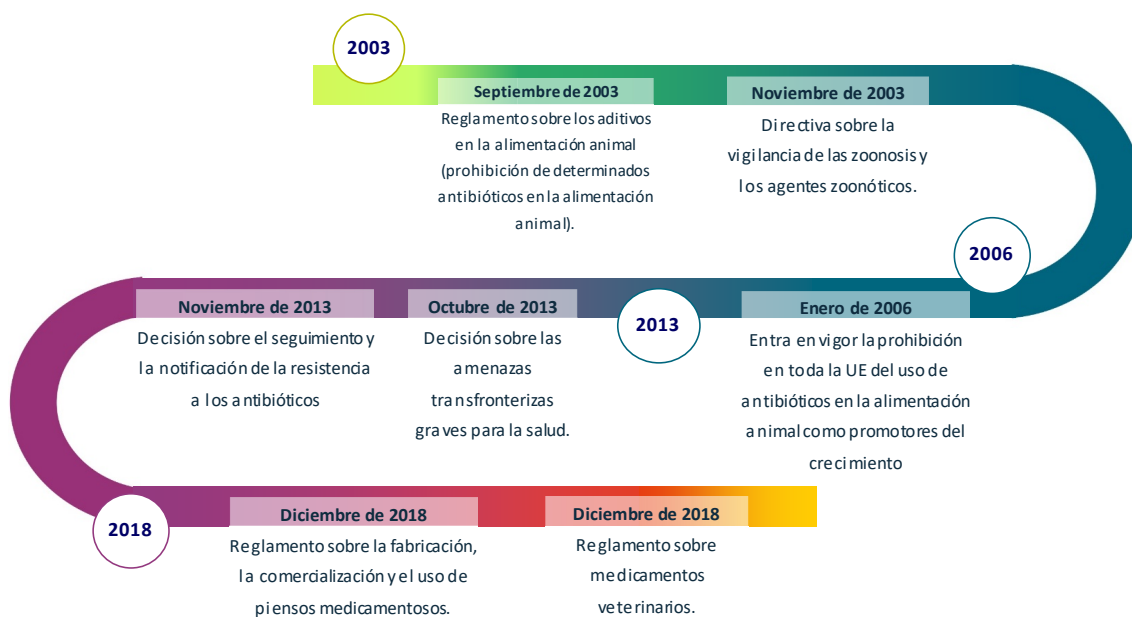 2003
Septiembre de 2003
Reglamento sobre los aditivos
en la alimentación animal
(prohibición de determinados
antibióticos en la alimentación
animal).
Noviembre de 2003
Directiva sobre la
vigilancia de las zoonosis y
los agentes zoonóticos.
2006
Enero de 2006
Entra en vigor la prohibición
en toda la UE del uso de
antibióticos en la alimentación
animal como promotores del
crecimiento
2013
Octubre de 2013
Decisión sobre las
amenazas
transfronterizas
graves para la salud.
Noviembre de 2013
Decisión sobre el seguimiento y
la notificación de la resistencia
a los antibióticos
2018
Diciembre de 2018
Reglamento sobre la fabricación,
la comercialización y el uso de
piensos medicamentosos.
Diciembre de 2018
Reglamento sobre
medicamentos
veterinarios.